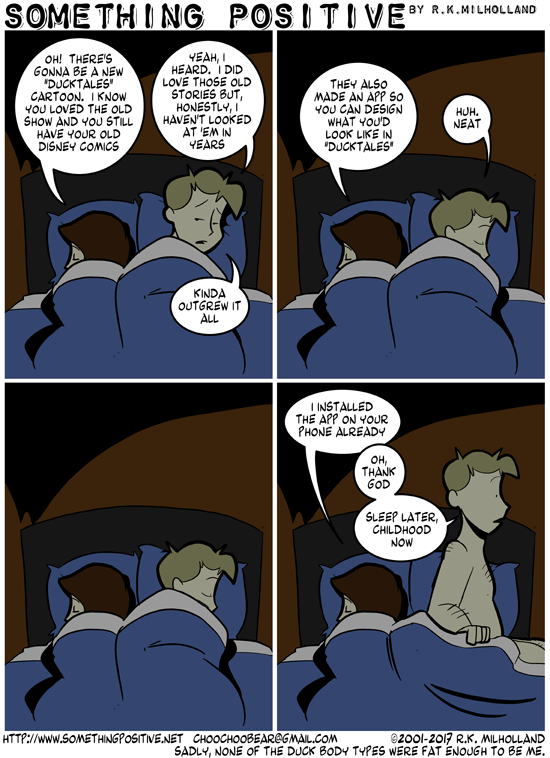 SOMETHING POSITIVE BY R.K.MILHOLLAND
OH! THERE'S
GONNA BE A NEW
"DUCKTALES"
CARTOON. I KNOW
YOU LOVED THE OLD
SHOW AND YOU STILL
HAVE YOUR OLD
DISNEY COMICS
YEAH, I
HEARD. I DID
LOVE THOSE OLD
STORIES BUT,
HONESTLY, I
HAVEN'T LOOKED
AT 'EM IN
YEARS
KINDA
OUTGREW IT
ALL
THEY ALSO
MADE AN APP SO
YOU CAN DESIGN
WHAT YOU'D
LOOK LIKE IN
"DUCKTALES"
HUH.
NEAT
I INSTALLED
THE APP ON YOUR
PHONE ALREADY
OH,
THANK
GOD
SLEEP LATER,
CHILDHOOD
NOW
HTTP://WWW.SOMETHINGPOSITIVE.NET CHOOCHOOBEAR@GMAIL.COM ©2001-2017 R.K. MILHOLLAND
SADLY, NONE OF THE DUCK BODY TYPES WERE FAT ENOUGH TO BE ME.